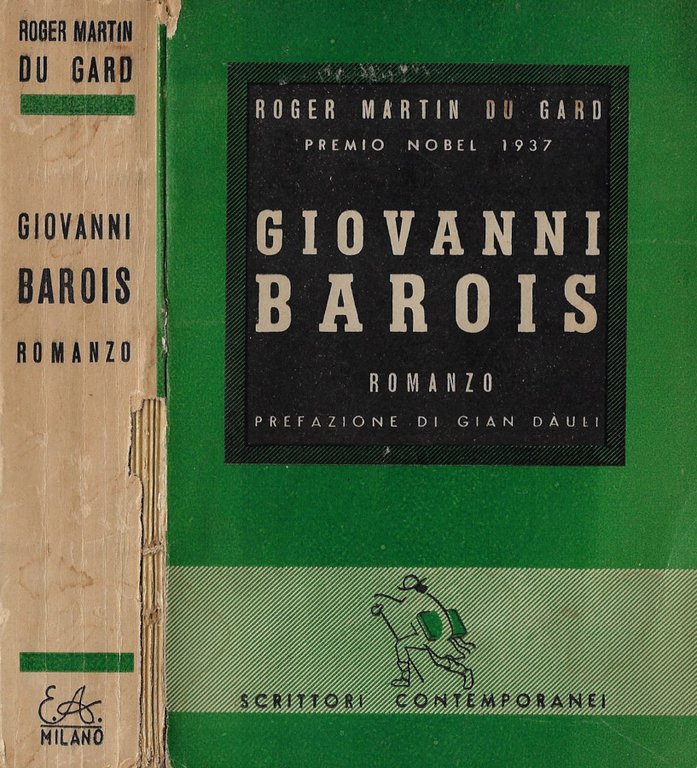 ROGER MARTIN
DU GARD
GIOVANNI
BAROIS
ROMANZO
E.A.
MILANO
ROGER MARTIN DU GARD
PREMIO NOBEL 1937
GIOVANNI
BAROIS
ROMANZO
PREFAZIONE DI GIAN DÀULI
SCRITTORI CONTEMPORANEI